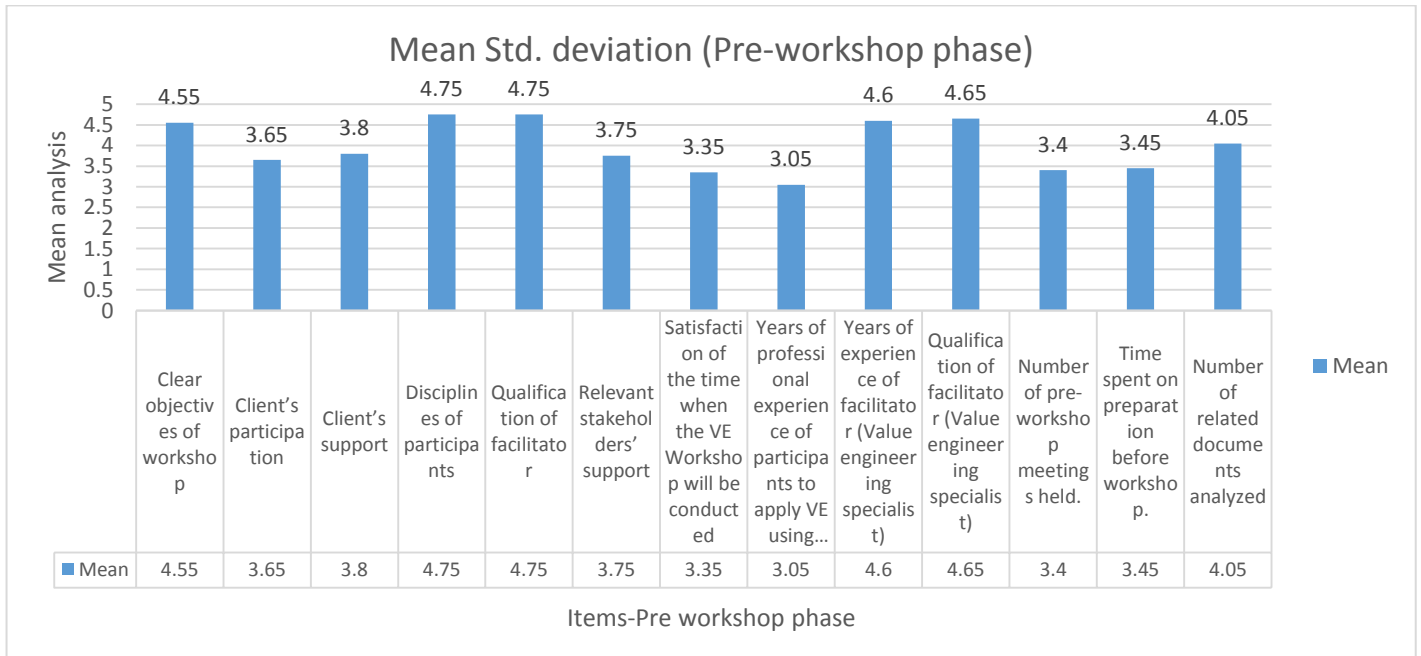 Mean Std. deviation (Pre-workshop phase)
4.55
3.65
3.8
4.75
4.75
3.75
3.35
3.05
4.6
4.65
3.4
3.45
4.05
Mean analysis
5
4.5
4
3.5
3
2.5
2
1.5
1
0.5
0
Clear
objectiv
es of
worksho
p
Client's
participa
tion
Client's
support
Disciplin
es of
participa
nts
Qualifica
tion of
facilitato
r
Relevant
stakehol
ders'
support
Satisfacti
on of
the time
when
the VE
Worksho
p will be
conduct
ed
Years of
professi
onal
experien
ce of
participa
nts to
apply VE
using...
Years of
experien
ce of
facilitato
r (Value
engineer
ing
specialis
t)
Qualifica
tion of
facilitato
r (Value
engineer
ing
specialis
t)
Number
of pre-
workshο
p
meeting
s held.
Time
spent on
preparat
ion
before
worksho
p.
Number
of
related
docume
nts
analyzed
Mean 4.55 3.65 3.8 4.75 4.75 3.75 3.35 3.05 4.6 4.65 3.4 3.45 4.05
Items-Pre workshop phase
Mean